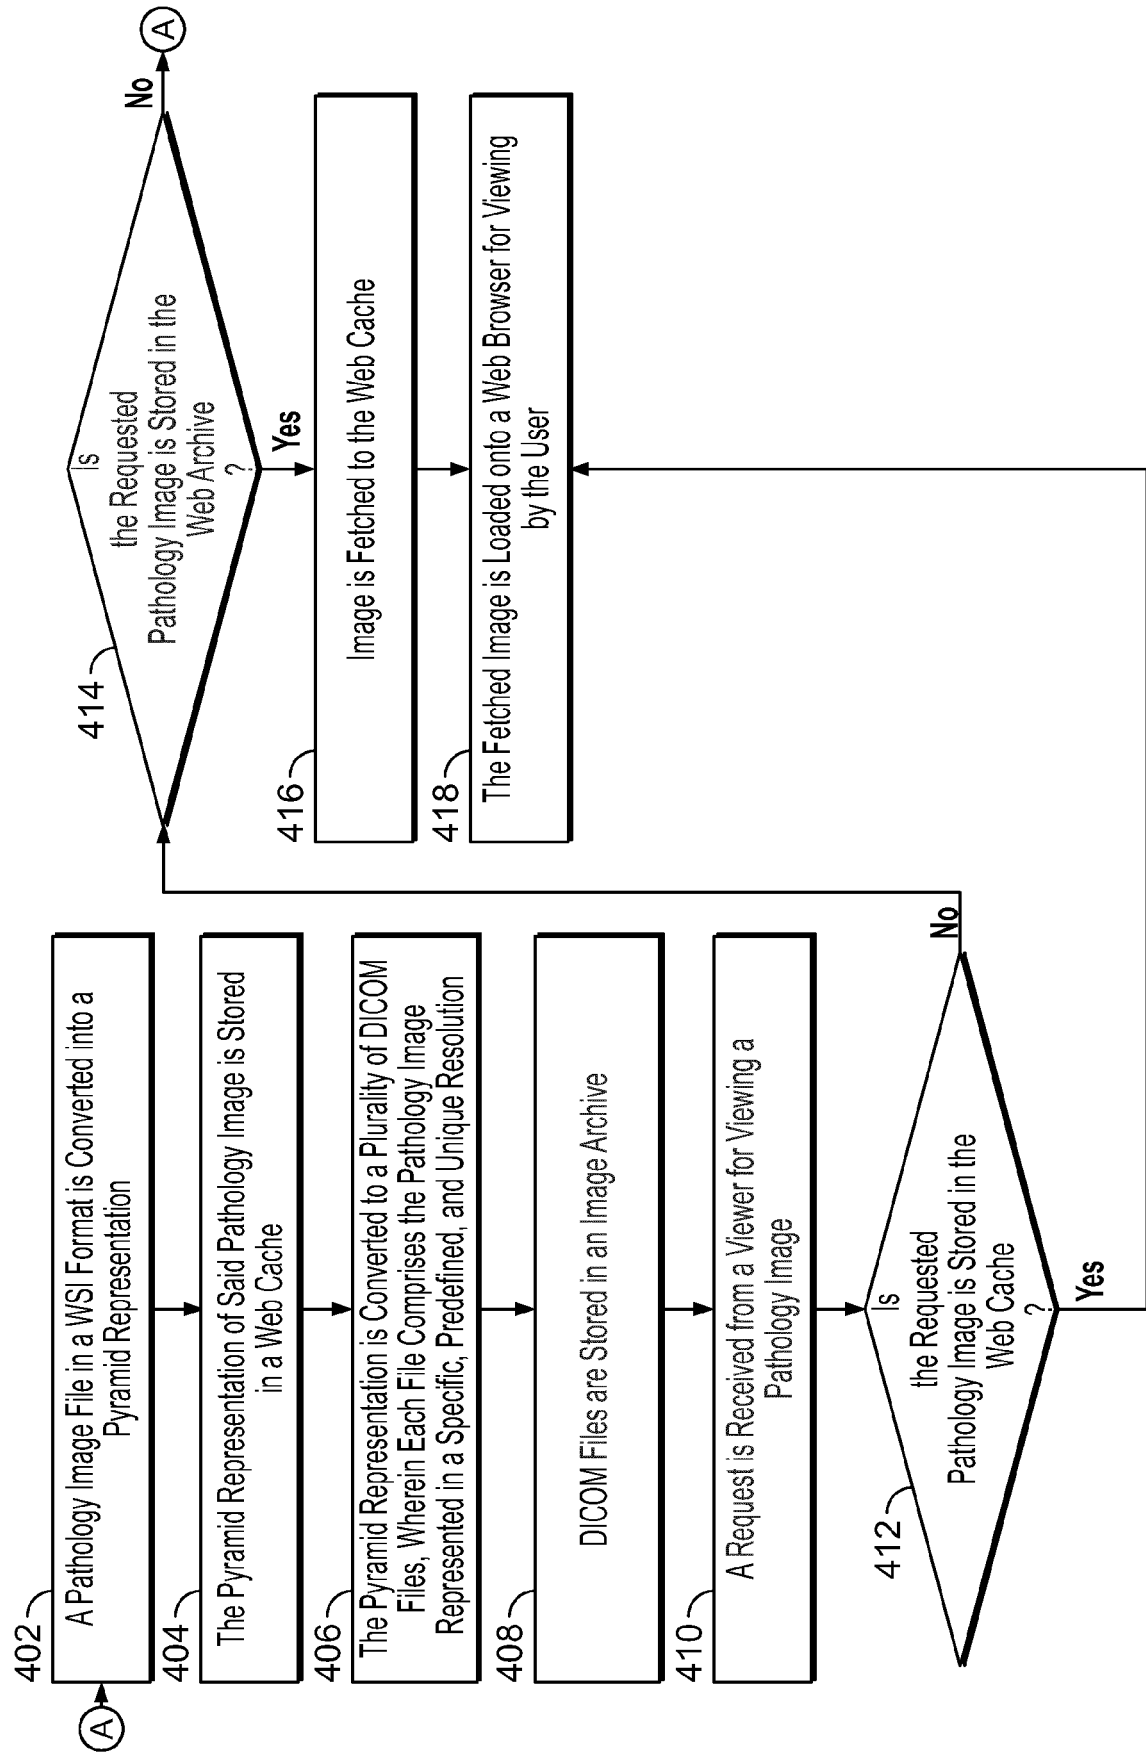 A
402
A Pathology Image File in a WSI Format is Converted into a
Pyramid Representation
404
The Pyramid Representation of Said Pathology Image is Stored
in a Web Cache
406
The Pyramid Representation is Converted to a Plurality of DICOM
Files, Wherein Each File Comprises the Pathology Image
Represented in a Specific, Predefined, and Unique Resolution
408
DICOM Files are Stored in an Image Archive
410
A Request is Received from a Viewer for Viewing a
Pathology Image
412
Is
the Requested
Pathology Image is Stored in the
Web Cache
?
No
Yes
414
Is
the Requested
Pathology Image is Stored in the
Web Archive
?
No
A
Yes
416
Image is Fetched to the Web Cache
418
The Fetched Image is Loaded onto a Web Browser for Viewing
by the User